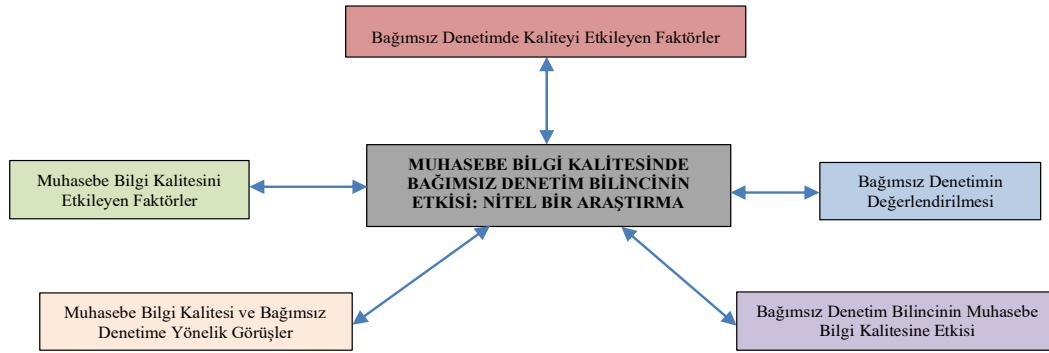 Bağımsız Denetimde Kaliteyi Etkileyen Faktörler
Muhasebe Bilgi Kalitesini
Etkileyen Faktörler
MUHASEBE BİLGİ KALİTESİNDE
BAĞIMSIZ DENETİM BİLİNCİNİN
ETKİSİ: NİTEL BİR ARAŞTIRMA
Bağımsız Denetimin
Değerlendirilmesi
Muhasebe Bilgi Kalitesi ve Bağımsız
Denetime Yönelik Görüşler
Bağımsız Denetim Bilincinin Muhasebe
Bilgi Kalitesine Etkisi